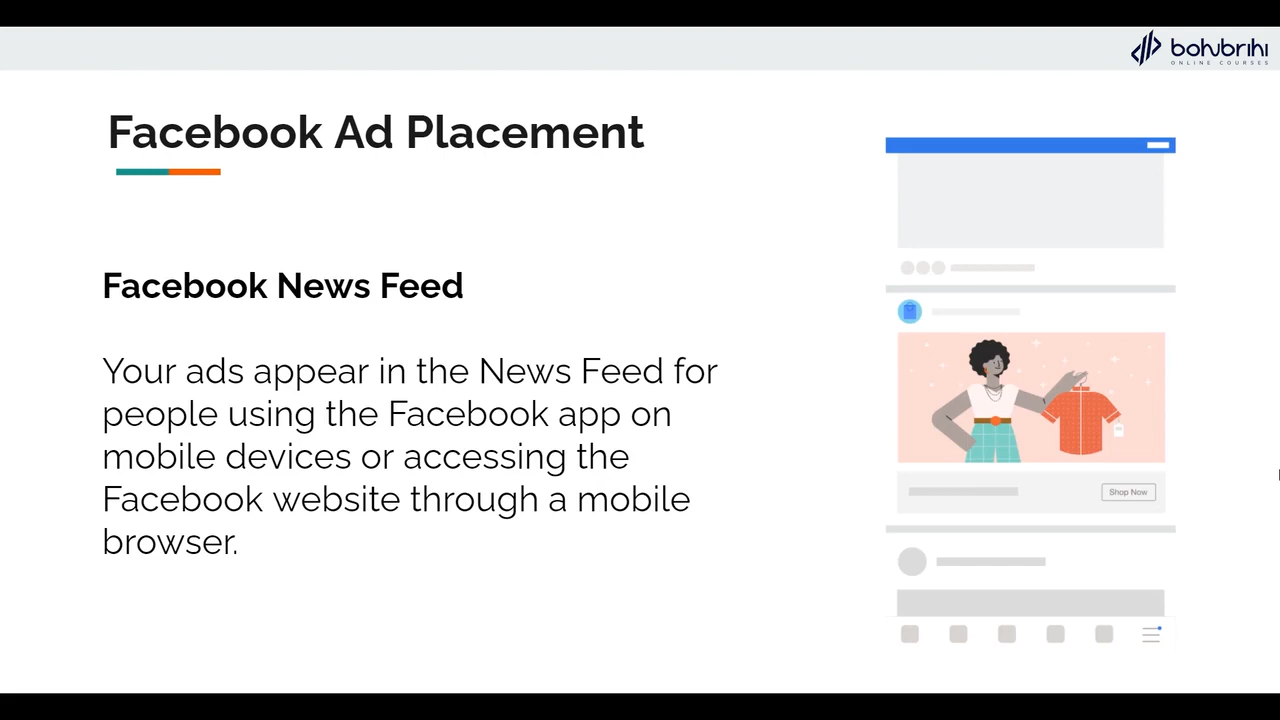 bohubrihi
ONLINE COURSES
Facebook Ad Placement
Facebook News Feed
Your ads appear in the News Feed for
people using the Facebook app on
mobile devices or accessing the
Facebook website through a mobile
browser.
Shop Now